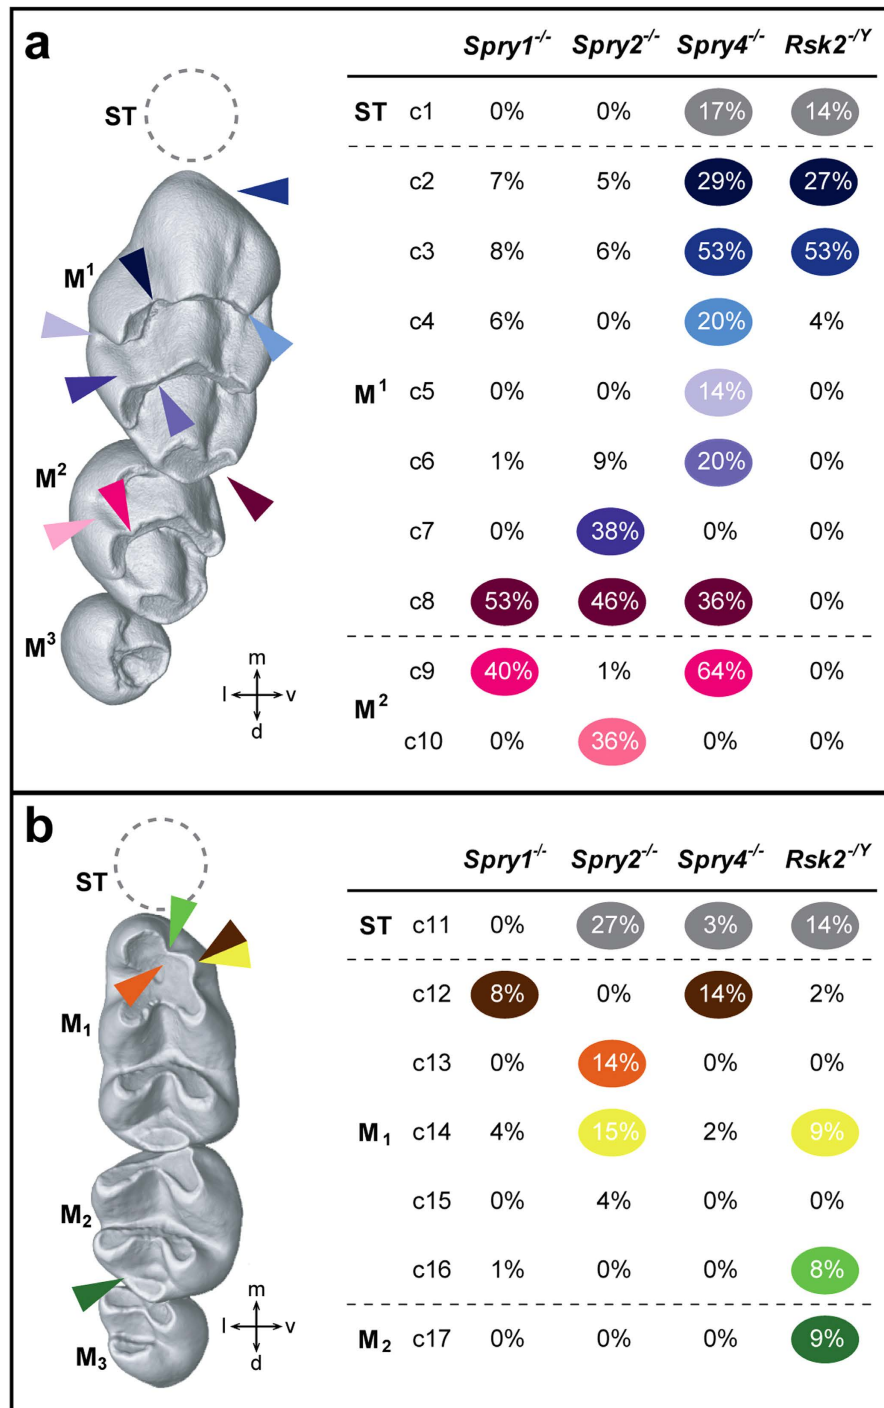 a
Spry1-/- Spry2-/- Spry4-/- Rsk2-/Y
ST
ST c1 0% 0% 17% 14%
c2 7% 5% 29% 27%
c3 8% 6% 53% 53%
M1
c4 6% 0% 20% 4%
M1 c5 0% 0% 14% 0%
c6 1% 9% 20% 0%
M2
c7 0% 38% 0% 0%
c8 53% 46% 36% 0%
M3
c9 40% 1% 64% 0%
M2
c10 0% 36% 0% 0%
m
l v
d
b
Spry1-/- Spry2-/- Spry4-/- Rsk2-/Y
ST
ST c11 0% 27% 3% 14%
c12 8% 0% 14% 2%
M1
c13 0% 14% 0% 0%
M1 c14 4% 15% 2% 9%
c15 0% 4% 0% 0%
M2
c16 1% 0% 0% 8%
M2 c17 0% 0% 0% 9%
M3
m
l v
d